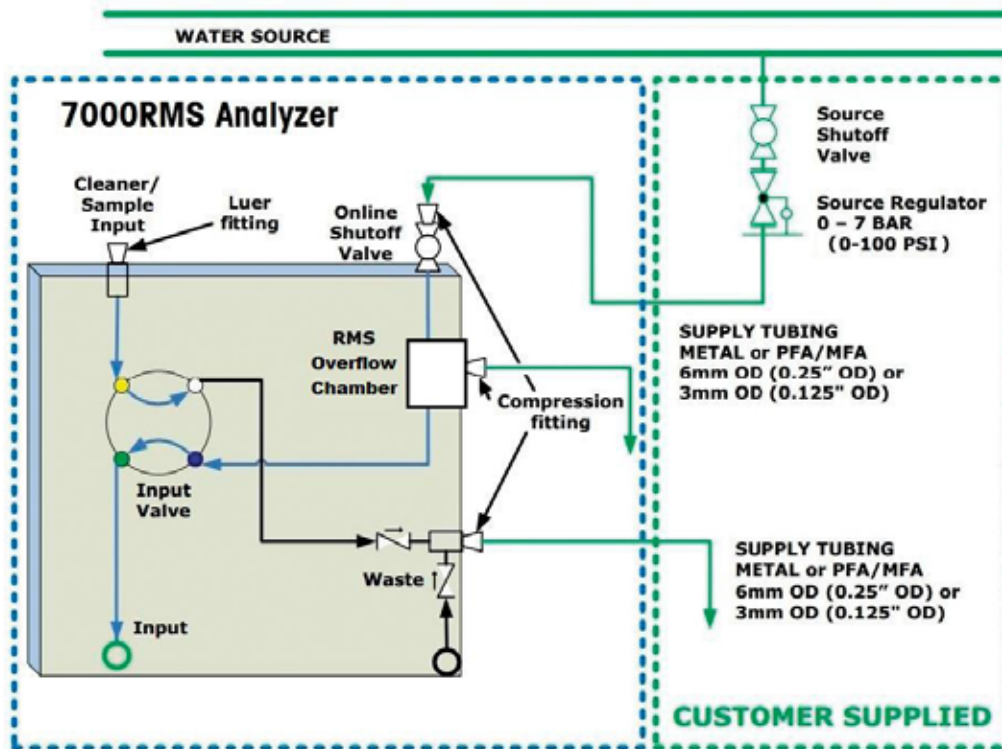 WATER SOURCE
7000RMS Analyzer
Cleaner/
Sample
Input
Luer
fitting
Online
Shutoff
Valve
Source
Shutoff
Valve
Source Regulator
0 – 7 BAR
(0-100 PSI )
RMS
Overflow
Chamber
Compression
fitting
SUPPLY TUBING
METAL or PFA/MFA
6mm OD (0.25” OD) or
3mm OD (0.125" OD)
Input
Valve
Waste
SUPPLY TUBING
METAL or PFA/MFA
6mm OD (0.25” OD) or
3mm OD (0.125" OD)
Input
CUSTOMER SUPPLIED